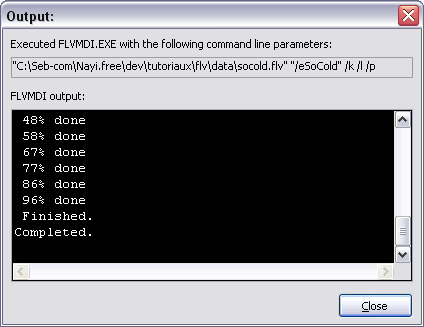 Output:
Executed FLVMDI.EXE with the following command line parameters:
"C:\Seb-com\Nayi.free\dev\tutoriaux\flv\data\socold.flv" "/eSoCold" /k /l /p
FLVMDI output:
48% done
58% done
67% done
77% done
86% done
96% done
Finished.
Completed.
Close